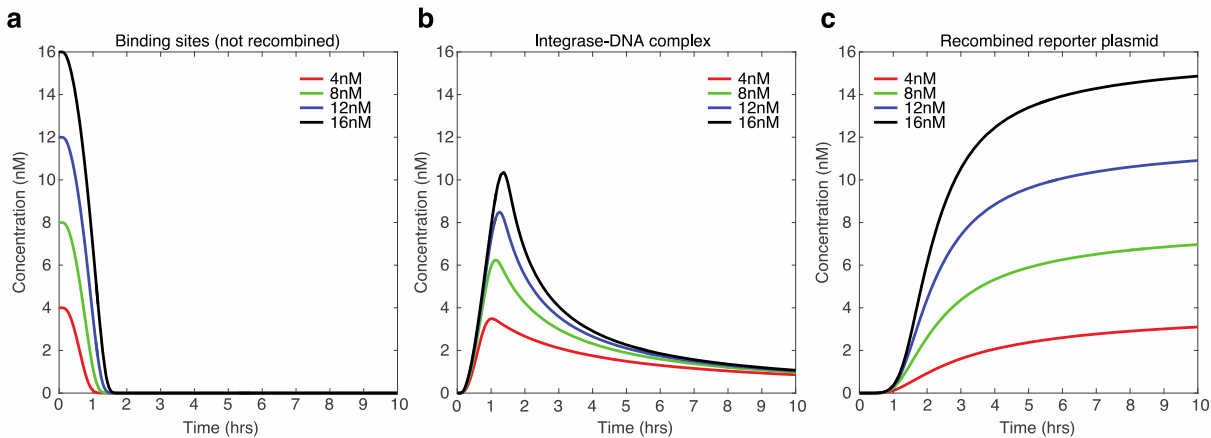 a
Binding sites (not recombined)
16
14
12
10
8
6
4
2
0
Concentration (nM)
4nM
8nM
12nM
16nM
0 1 2 3 4 5 6 7 8 9 10
Time (hrs)
b
Integrase-DNA complex
16
14
12
10
8
6
4
2
0
Concentration (nM)
4nM
8nM
12nM
16nM
0 1 2 3 4 5 6 7 8 9 10
Time (hrs)
c
Recombined reporter plasmid
16
14
12
10
8
6
4
2
0
Concentration (nM)
4nM
8nM
12nM
16nM
0 1 2 3 4 5 6 7 8 9 10
Time (hrs)